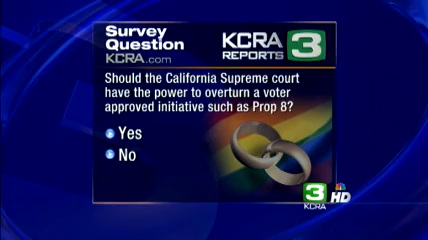 Survey
Question
KCRA.com
KCRA 3
REPORTS
Should the California Supreme court
have the power to overturn a voter
approved initiative such as Prop 8?
Yes
No
3
KCRA
HD